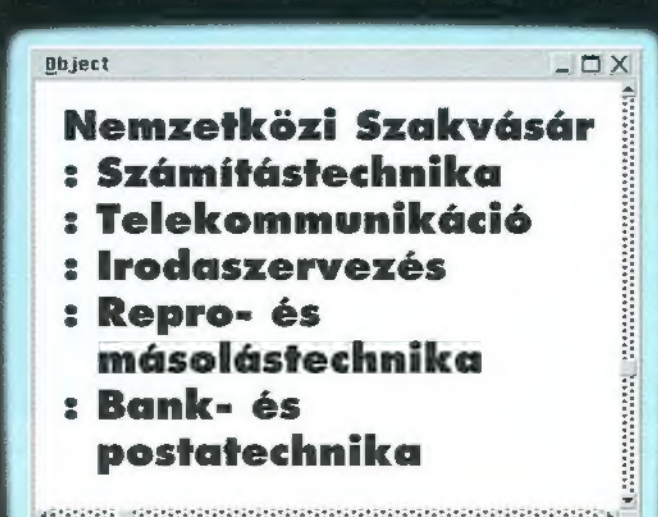 Object
Nemzetközi Szakvásár
: Számítástechnika
: Telekommunikáció
: Irodaszervezés
: Repro- és
másolástechnika
: Bank- és
postatechnika